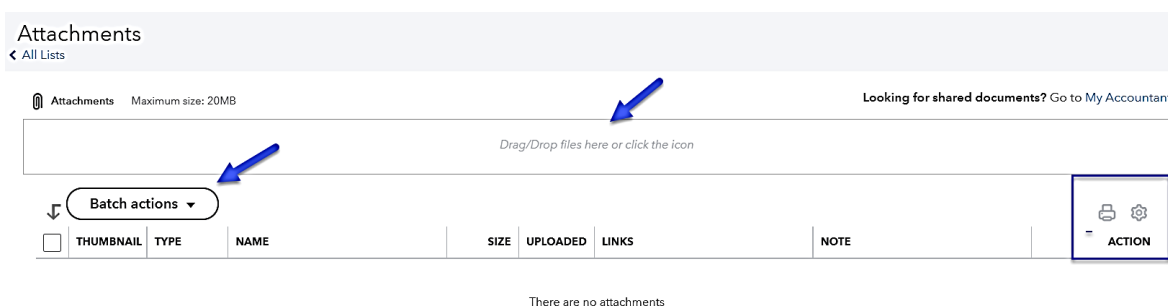 Attachments
All Lists
Attachments Maximum size: 20MB
Looking for shared documents? Go to My Accountant
Drag/Drop files here or click the icon
Batch actions
THUMBNAIL TYPE NAME SIZE UPLOADED LINKS NOTE ACTION
There are no attachments